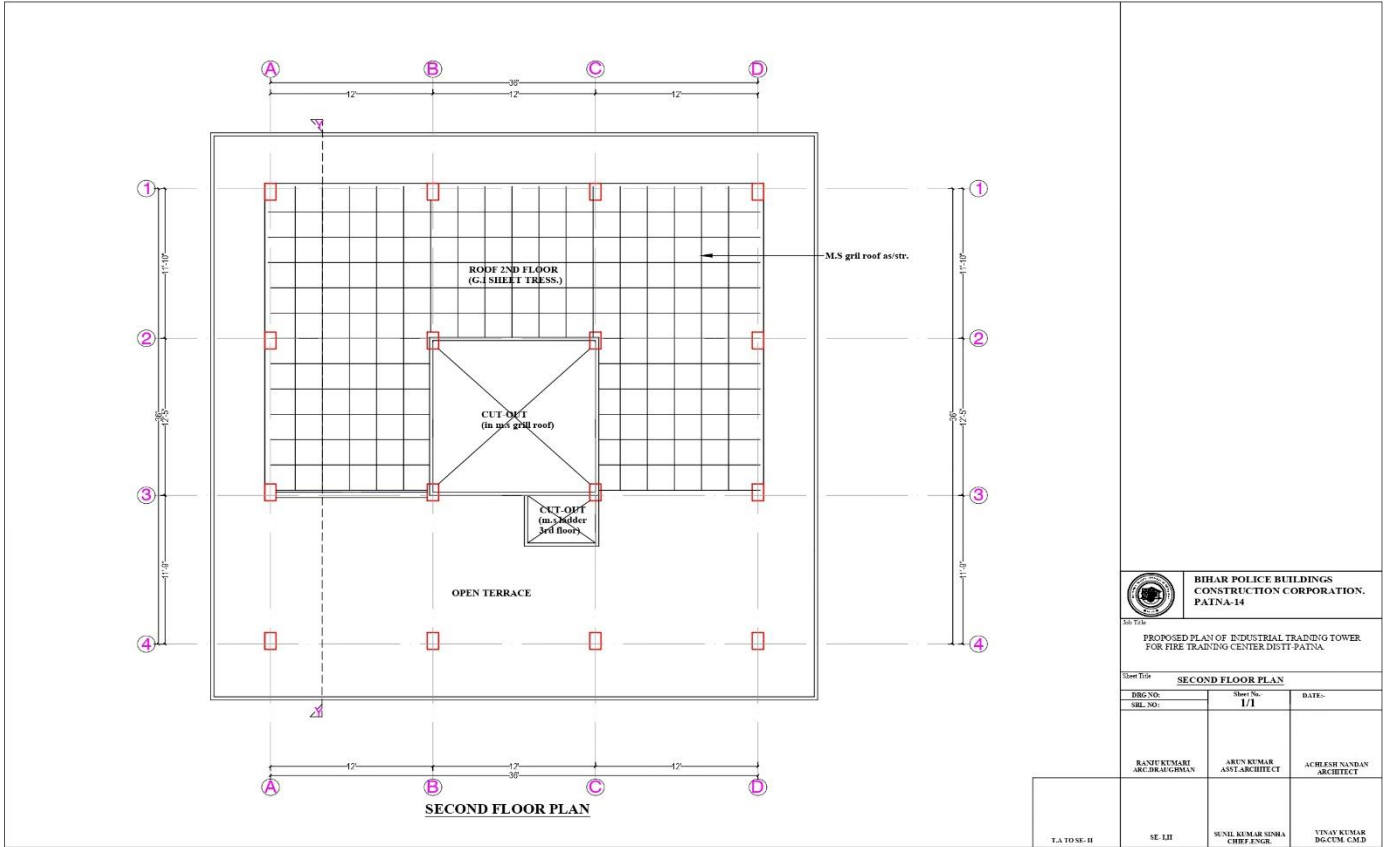 A
B
C
D
36'
12'
12'
12'
Y
1
1
11'-10"
11'-10"
M.S gril roof as/str.
ROOF 2ND FLOOR
(G.I SHEET TRESS.)
2
2
36'
12'-5"
36'
12'-5"
CUT-OUT
(in m.s grill roof)
3
3
CUT-OUT
(m.s ladder
3rd floor)
OPEN TERRACE
4
4
Y
12'
12'
12'
36'
A
B
C
D
SECOND FLOOR PLAN
BIHAR POLICE BUILDINGS
CONSTRUCTION CORPORATION.
PATNA-14
Job Title
PROPOSED PLAN OF INDUSTRIAL TRAINING TOWER
FOR FIRE TRAINING CENTER DISTT-PATNA.
Sheet Title
SECOND FLOOR PLAN
DRG NO:
Sheet No.
DATE:-
SRL. NO:
1/1
RANJU KUMARI
ARC.DRAUGHMAN
ARUN KUMAR
ASST.ARCHITECT
ACHLESH NANDAN
ARCHITECT
T.A TO SE- II
SE- I,II
SUNIL KUMAR SINHA
CHIEF.ENGR.
VINAY KUMAR
DG.CUM. C.M.D